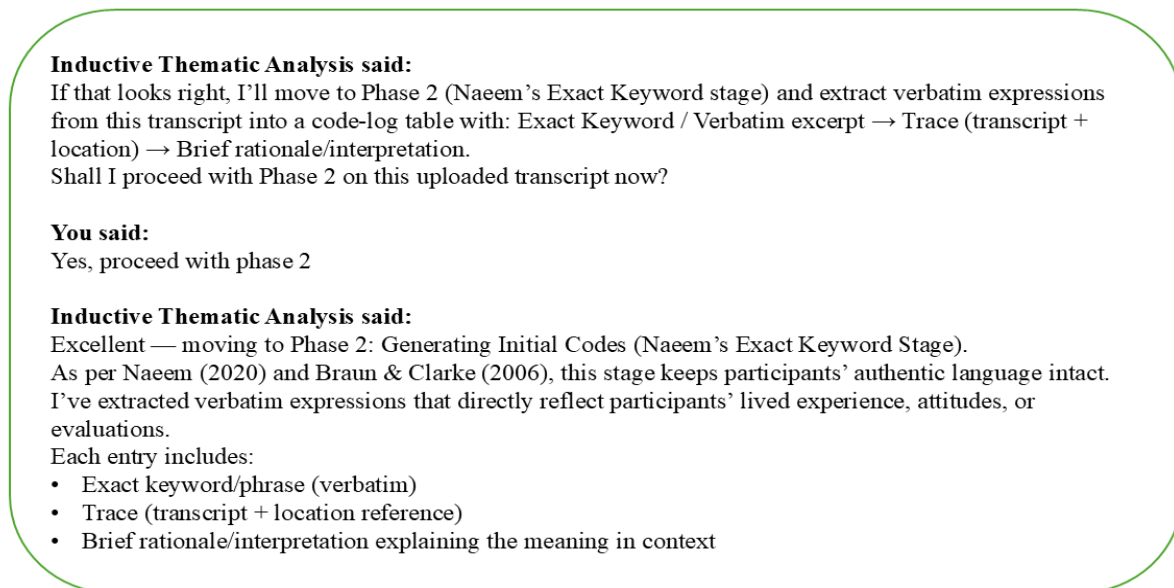 Inductive Thematic Analysis said:
If that looks right, I’ll move to Phase 2 (Naeem’s Exact Keyword stage) and extract verbatim expressions
from this transcript into a code-log table with: Exact Keyword / Verbatim excerpt → Trace (transcript +
location) → Brief rationale/interpretation.
Shall I proceed with Phase 2 on this uploaded transcript now?
You said:
Yes, proceed with phase 2
Inductive Thematic Analysis said:
Excellent — moving to Phase 2: Generating Initial Codes (Naeem’s Exact Keyword Stage).
As per Naeem (2020) and Braun & Clarke (2006), this stage keeps participants’ authentic language intact.
I’ve extracted verbatim expressions that directly reflect participants’ lived experience, attitudes, or
evaluations.
Each entry includes:
• Exact keyword/phrase (verbatim)
• Trace (transcript + location reference)
• Brief rationale/interpretation explaining the meaning in context